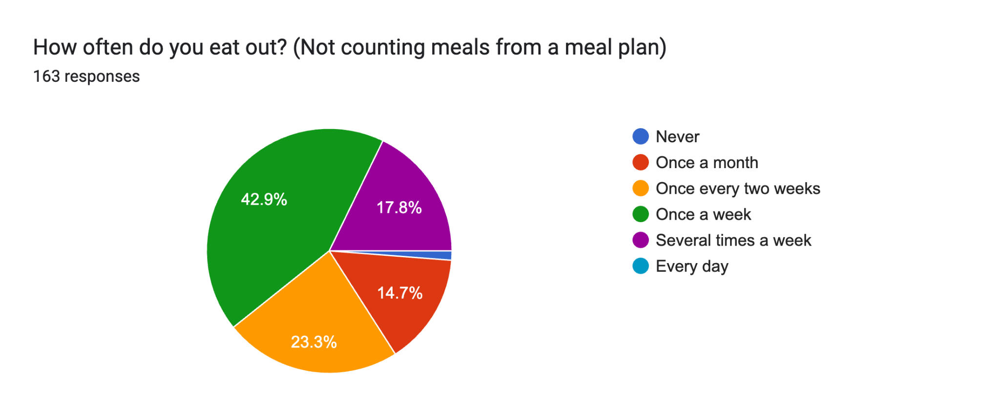 How often do you eat out? (Not counting meals from a meal plan)
163 responses
42.9%
17.8%
14.7%
23.3%
Never
Once a month
Once every two weeks
Once a week
Several times a week
Every day